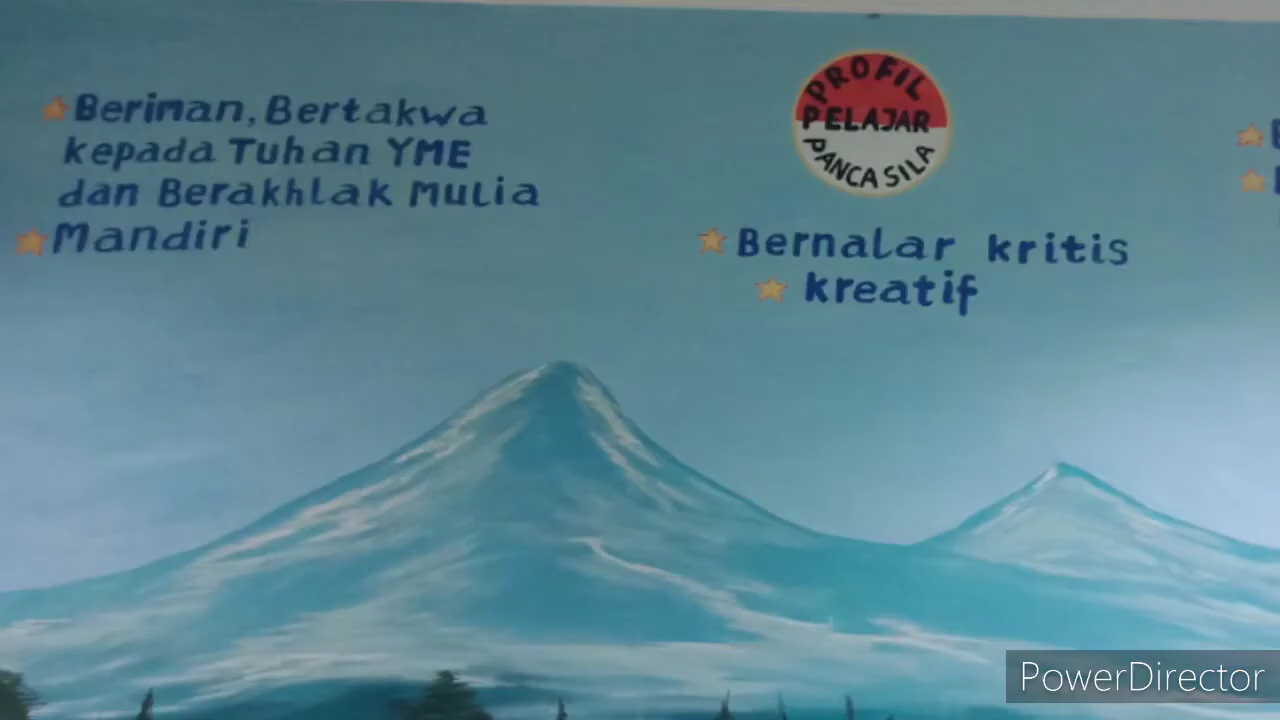 Beriman, Bertakwa
kepada Tuhan YME
dan Berakhlak Mulia
Mandiri
PROFIL
PELAJAR
PANCASILA
Bernalar kritis
kreatif
PowerDirector